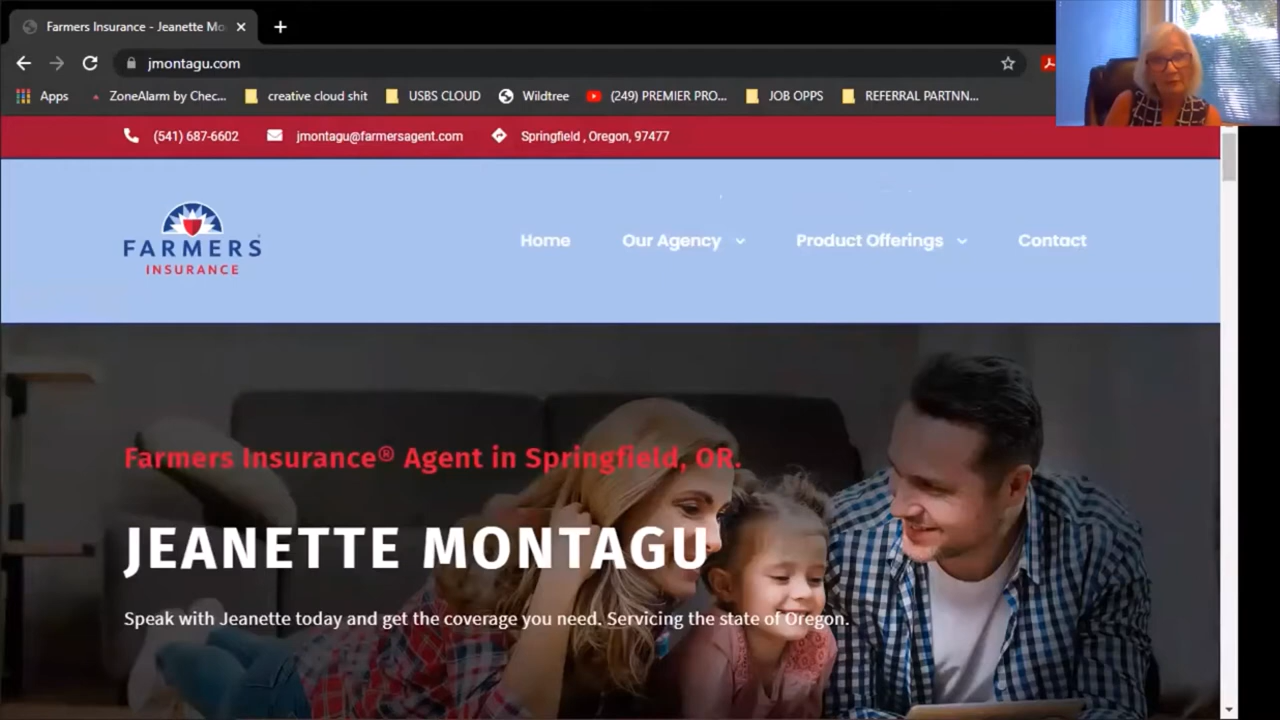 Farmers Insurance - Jeanette Mo
jmontagu.com
Apps ZoneAlarm by Chec... creative cloud shit USBS CLOUD Wildtree (249) PREMIER PRO... JOB OPPS REFERRAL PARTNN...
(541) 687-6602 jmontagu@farmersagent.com Springfield , Oregon, 97477
FARMERS
INSURANCE
Home Our Agency Product Offerings Contact
Farmers Insurance® Agent in Springfield, OR.
JEANETTE MONTAGU
Speak with Jeanette today and get the coverage you need. Servicing the state of Oregon.